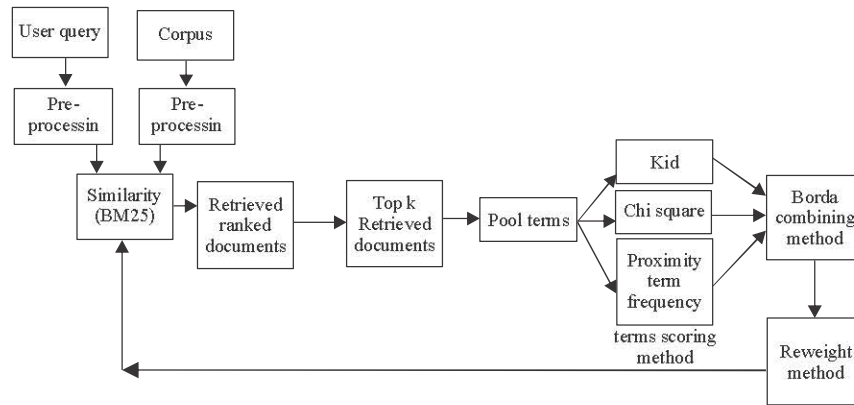 User query
Corpus
Pre-
processin
Pre-
processin
Similarity
(BM25)
Retrieved
ranked
documents
Top k
Retrieved
documents
Pool terms
Kid
Chi square
Proximity
term
frequency
terms scoring
method
Borda
combining
method
Reweight
method